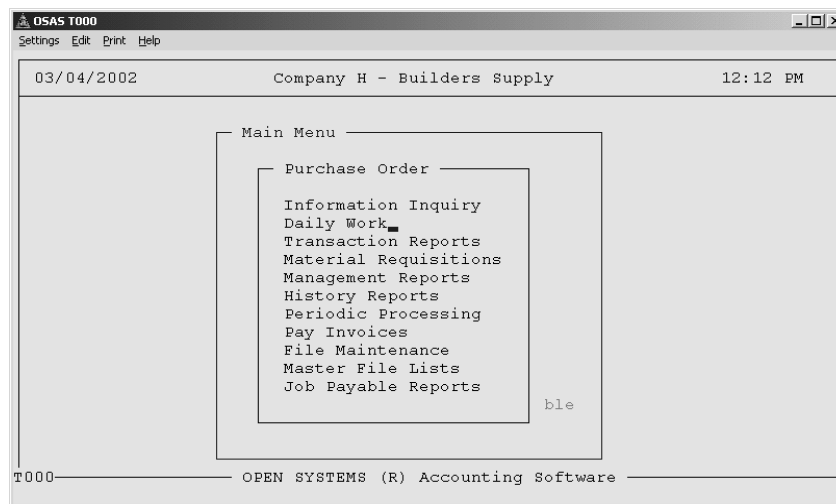 OSAS T000
Settings Edit Print Help
03/04/2002 Company H - Builders Supply 12:12 PM
Main Menu
Purchase Order
Information Inquiry
Daily Work
Transaction Reports
Material Requisitions
Management Reports
History Reports
Periodic Processing
Pay Invoices
File Maintenance
Master File Lists
Job Payable Reports
ble
T000 OPEN SYSTEMS (R) Accounting Software